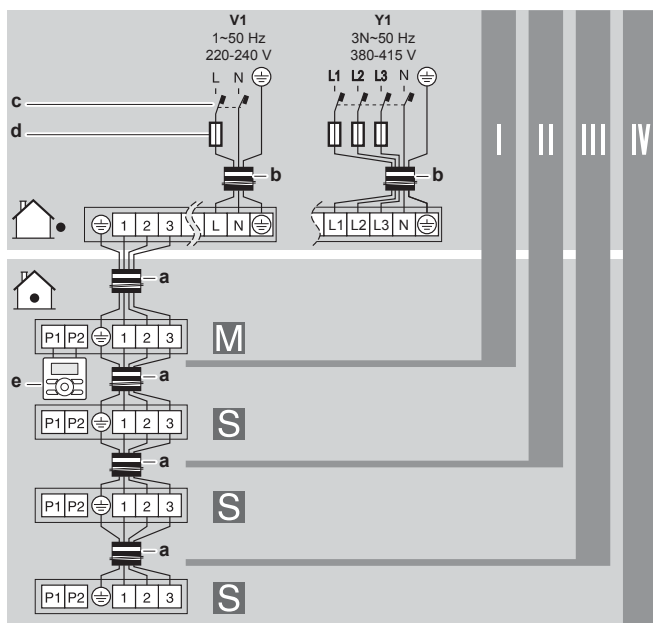 V1 Y1
1~50 Hz 3N~50 Hz
220-240 V 380-415 V
L N L1 L2 L3 N
c
d
I II III IV
b b
1 2 3 L N L1 L2 L3 N
a
P1 P2 1 2 3 M
e a
P1 P2 1 2 3 S
a
P1 P2 1 2 3 S
a
P1 P2 1 2 3 S